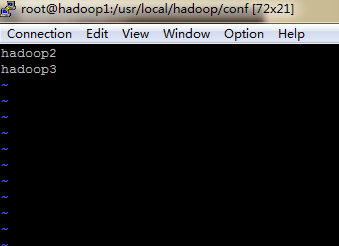 root@hadoop1:/usr/local/hadoop/conf [72x21]
Connection Edit View Window Option Help
hadoop2
hadoop3
~
~
~
~
~
~
~
~
~
~
~